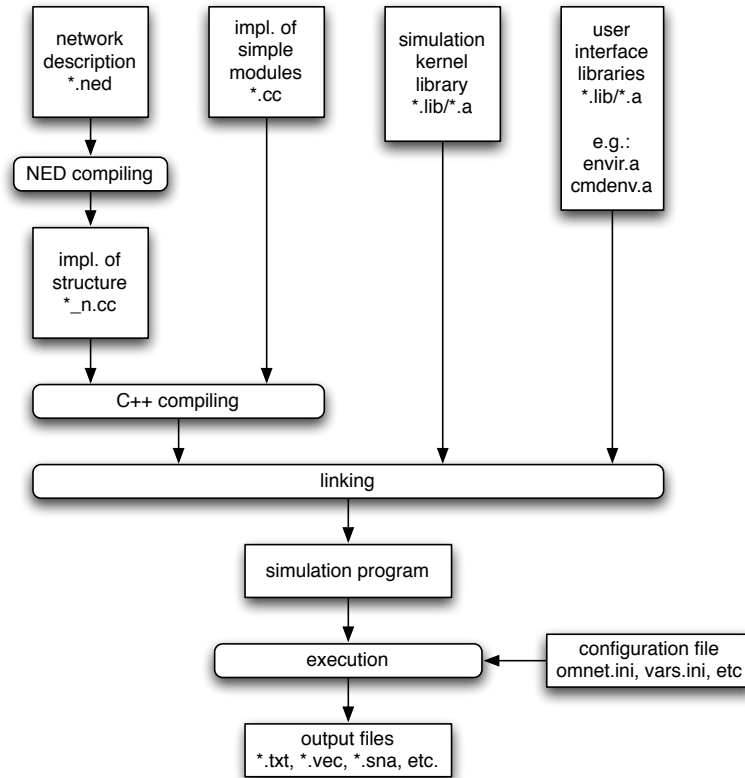 network
description
*.ned
impl. of
simple
modules
*.cc
simulation
kernel
library
*.lib/*.a
user
interface
libraries
*.lib/*.a
e.g.:
envir.a
cmdenv.a
NED compiling
impl. of
structure
*_n.cc
C++ compiling
linking
simulation program
execution
configuration file
omnet.ini, vars.ini, etc
output files
*.txt, *.vec, *.sna, etc.